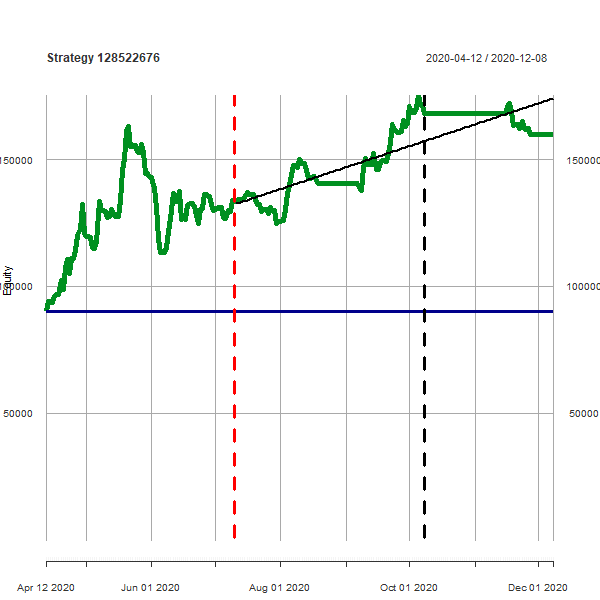 Strategy 128522676
2020-04-12 / 2020-12-08
150000
150000
Equity
100000
100000
50000
50000
Apr 12 2020
Jun 01 2020
Aug 01 2020
Oct 01 2020
Dec 01 2020